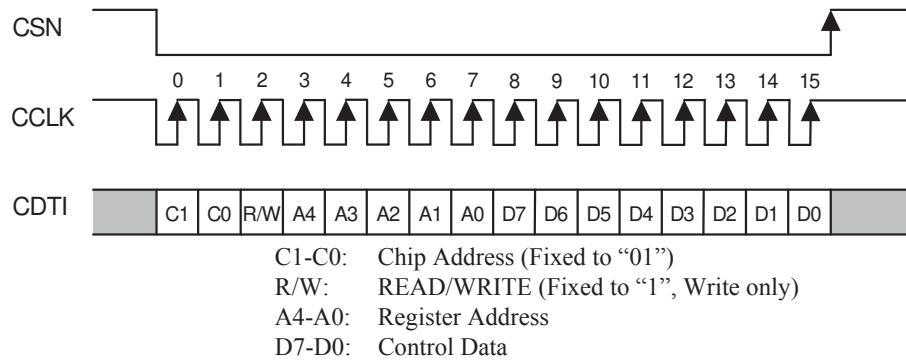 CSN
0 1 2 3 4 5 6 7 8 9 10 11 12 13 14 15
CCLK
CDTI C1 C0 R/W A4 A3 A2 A1 A0 D7 D6 D5 D4 D3 D2 D1 D0
C1-C0: Chip Address (Fixed to “01”)
R/W: READ/WRITE (Fixed to “1”, Write only)
A4-A0: Register Address
D7-D0: Control Data